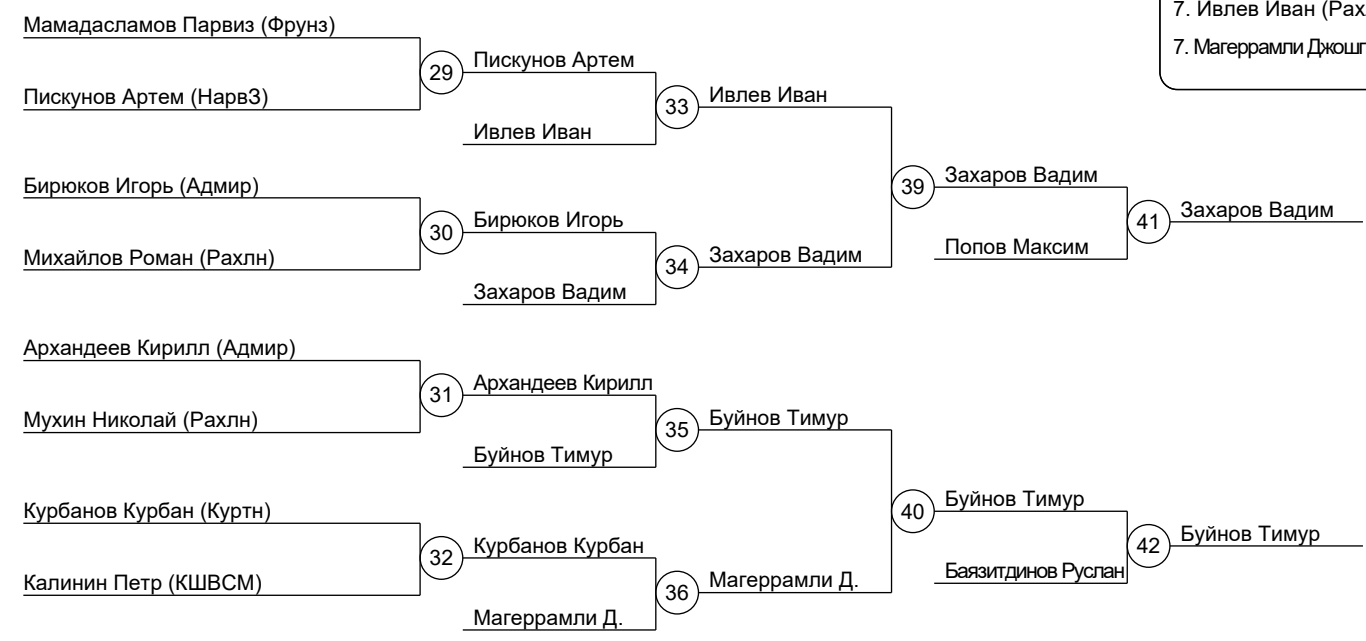 7. Ивлев Иван (Рах
7. Магеррамли Джошг
Мамадасламов Парвиз (Фрунз)
29
Пискунов Артем
Пискунов Артем (НарвЗ)
33
Ивлев Иван
Ивлев Иван
Бирюков Игорь (Адмир)
39
Захаров Вадим
30
Бирюков Игорь
41
Захаров Вадим
Михайлов Роман (Рахлн)
34
Захаров Вадим
Попов Максим
Захаров Вадим
Архандеев Кирилл (Адмир)
31
Архандеев Кирилл
Мухин Николай (Рахлн)
35
Буйнов Тимур
Буйнов Тимур
Курбанов Курбан (Куртн)
40
Буйнов Тимур
32
Курбанов Курбан
42
Буйнов Тимур
Калинин Петр (КШВСМ)
36
Магеррамли Д.
Баязитдинов Руслан
Магеррамли Д.